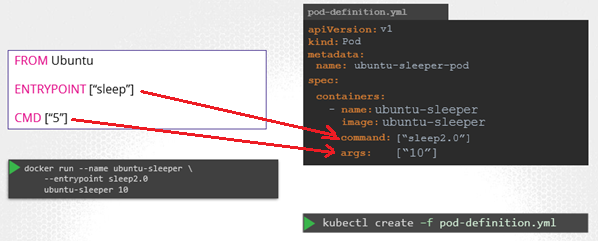 FROM Ubuntu
ENTRYPOINT [“sleep”]
CMD [“5”]
docker run --name ubuntu-sleeper \
--entrypoint sleep2.0
ubuntu-sleeper 10
pod-definition.yml
apiVersion: v1
kind: Pod
metadata:
name: ubuntu-sleeper-pod
spec:
containers:
- name: ubuntu-sleeper
image: ubuntu-sleeper
command: [“sleep2.0”]
args: [“10”]
kubectl create –f pod-definition.yml